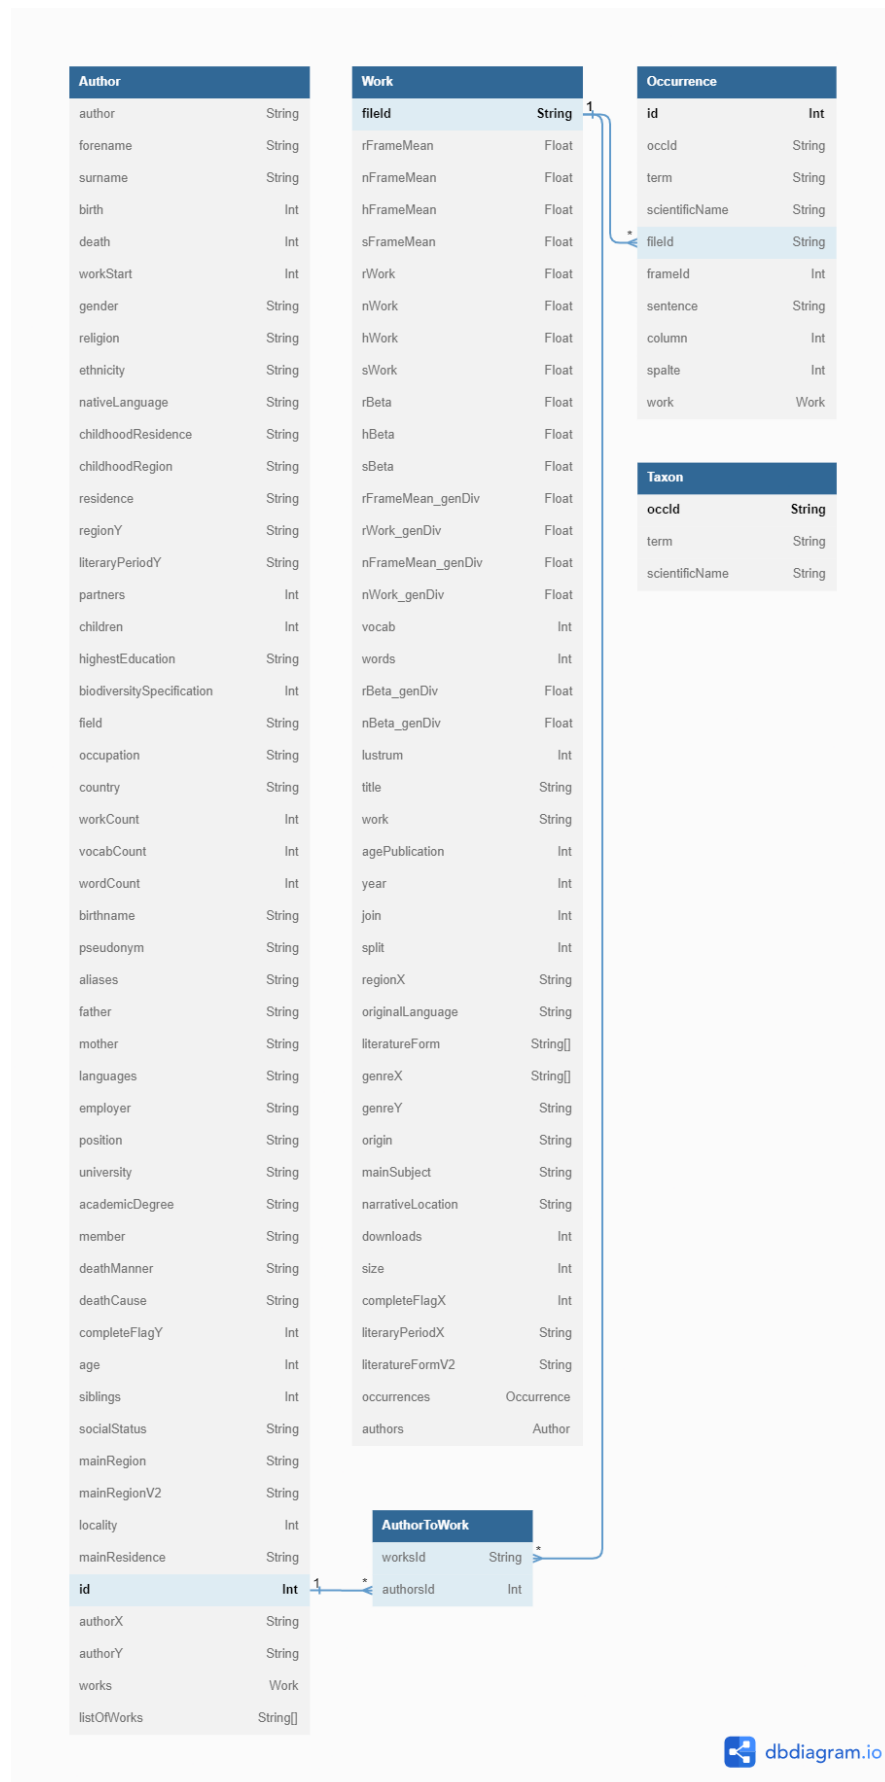 Author
author String
forename String
surname String
birth Int
death Int
workStart Int
gender String
religion String
ethnicity String
nativeLanguage String
childhoodResidence String
childhoodRegion String
residence String
regionY String
literaryPeriodY String
partners Int
children Int
highestEducation String
biodiversitySpecification Int
field String
occupation String
country String
workCount Int
vocabCount Int
wordCount Int
birthname String
pseudonym String
aliases String
father String
mother String
languages String
employer String
position String
university String
academicDegree String
member String
deathManner String
deathCause String
completeFlagY Int
age Int
siblings Int
socialStatus String
mainRegion String
mainRegionV2 String
locality Int
mainResidence String
id Int
authorX String
authorY String
works Work
listOfWorks String[]
1
*
Work
fileId String
rFrameMean Float
nFrameMean Float
hFrameMean Float
sFrameMean Float
rWork Float
nWork Float
hWork Float
sWork Float
rBeta Float
hBeta Float
sBeta Float
rFrameMean_genDiv Float
rWork_genDiv Float
nFrameMean_genDiv Float
nWork_genDiv Float
vocab Int
words Int
rBeta_genDiv Float
nBeta_genDiv Float
lustrum Int
title String
work String
agePublication Int
year Int
join Int
split Int
regionX String
originalLanguage String
literatureForm String[]
genreX String[]
genreY String
origin String
mainSubject String
narrativeLocation String
downloads Int
size Int
completeFlagX Int
literaryPeriodX String
literatureFormV2 String
occurrences Occurrence
authors Author
AuthorToWork
worksId String
authorsId Int
*
1
*
Occurrence
id Int
occId String
term String
scientificName String
fileId String
frameId Int
sentence String
column Int
spalte Int
work Work
Taxon
occId String
term String
scientificName String
dbdiagram.io